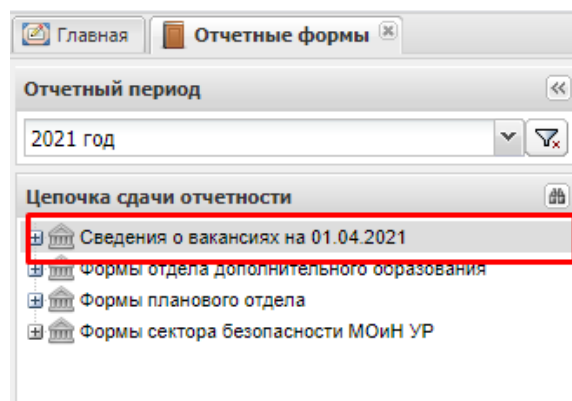 Главная Отчетные формы
Отчетный период
2021 год
Цепочка сдачи отчетности
Сведения о вакансиях на 01.04.2021
Формы отдела дополнительного образования
Формы планового отдела
Формы сектора безопасности МОиН УР